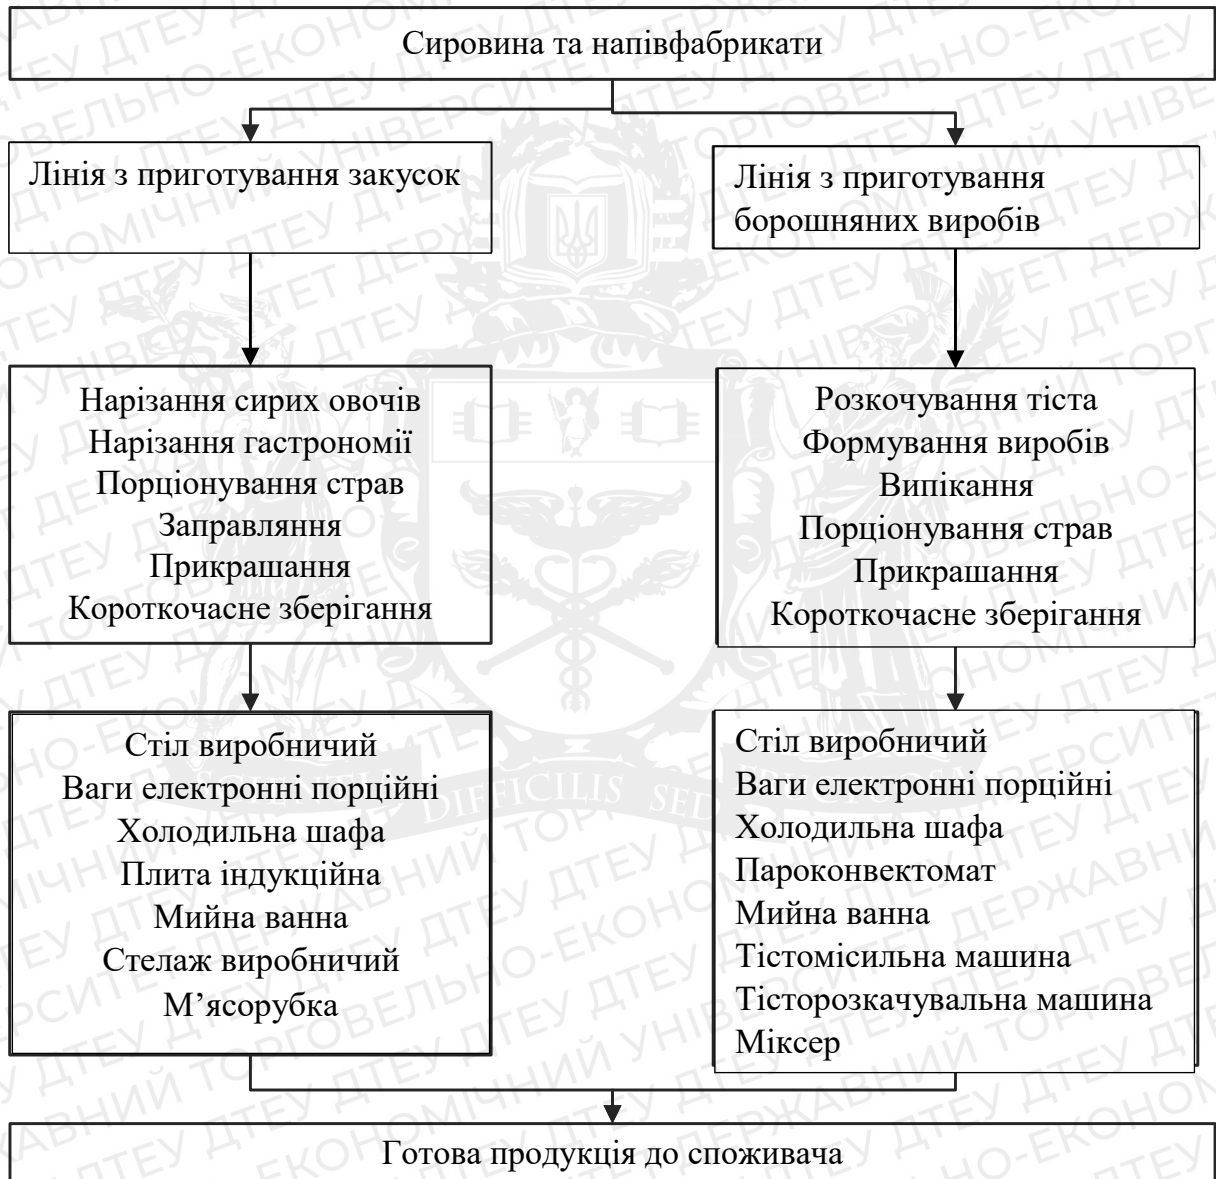 Сировина та напівфабрикати
Лінія з приготування закусок
Лінія з приготування
борошняних виробів
Нарізання сирих овочів
Нарізання гастрономії
Порціонування страв
Заправляння
Прикрашання
Короткочасне зберігання
Розкочування тіста
Формування виробів
Випікання
Порціонування страв
Прикрашання
Короткочасне зберігання
Стіл виробничий
Ваги електронні порційні
Холодильна шафа
Плита індукційна
Мийна ванна
Стелаж виробничий
М’ясорубка
Стіл виробничий
Ваги електронні порційні
Холодильна шафа
Пароконвектомат
Мийна ванна
Тістомісильна машина
Тісторозкачувальна машина
Міксер
Готова продукція до споживача